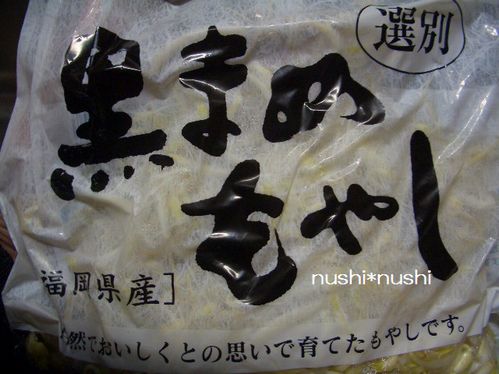 選別
黒まめ
もやし
福岡県産]
nushi*nushi
然でおいしくとの思いで育てたもやしです。